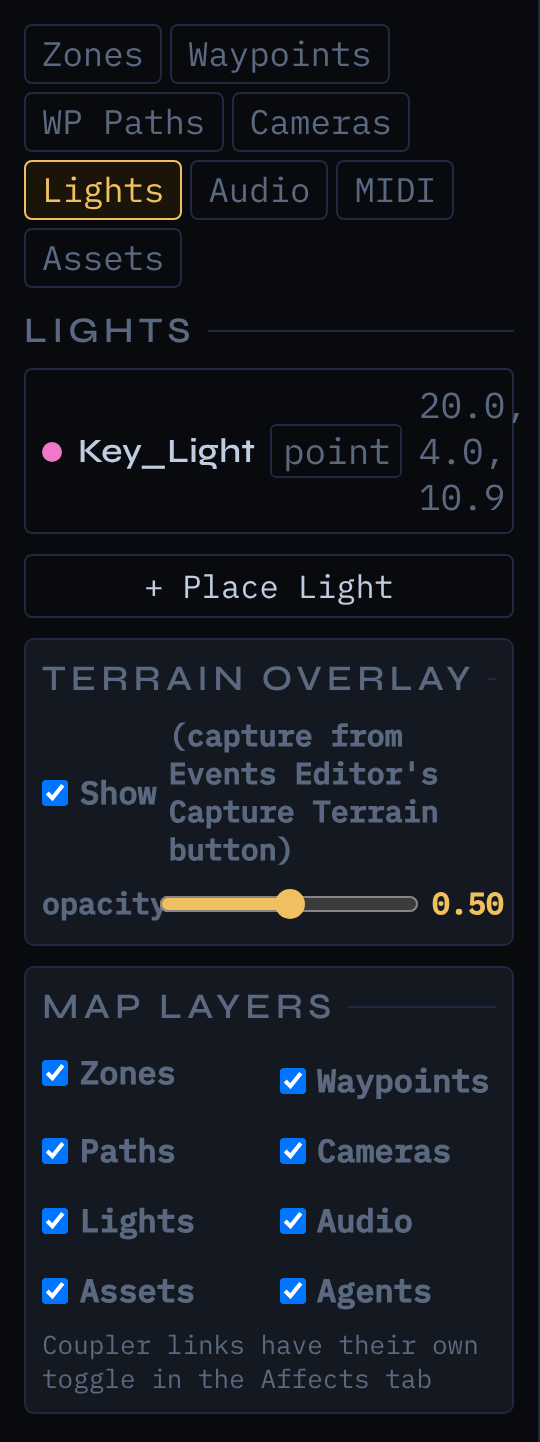 Zones Waypoints
WP Paths Cameras
Lights Audio MIDI
Assets
LIGHTS
20.0,
Key_Light point 4.0,
10.9
+ Place Light
TERRAIN OVERLAY
(capture from
Events Editor's
Show Capture Terrain
button)
opacity 0.50
MAP LAYERS
Zones Waypoints
Paths Cameras
Lights Audio
Assets Agents
Coupler links have their own
toggle in the Affects tab